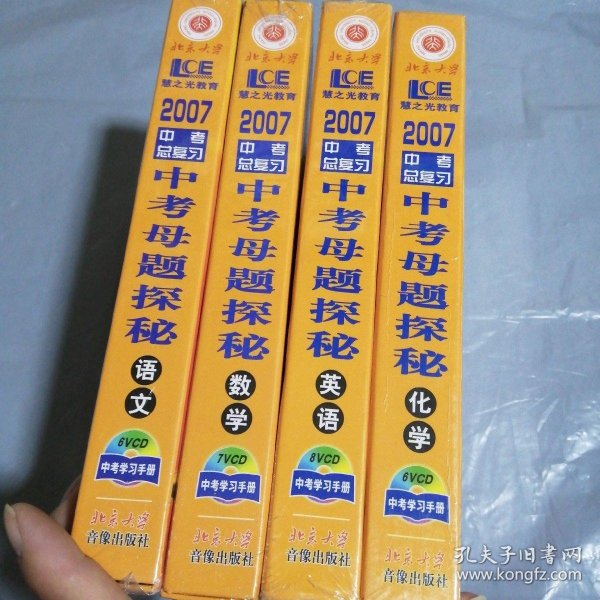 北京大学
LCE
慧之光教育
2007
中考
总复习
中考母题探秘
语文
6VCD
中考学习手册
北京大学
音像出版社
北京大学
LCE
慧之光教育
2007
中考
总复习
中考母题探秘
数学
7VCD
中考学习手册
北京大学
音像出版社
北京大学
LCE
慧之光教育
2007
中考
总复习
中考母题探秘
英语
8VCD
中考学习手册
北京大学
音像出版社
北京大学
LCE
慧之光教育
2007
中考
总复习
中考母题探秘
化学
6VCD
中考学习手册
北京大学
音像出版社
孔夫子旧书网
www.kongfz.com